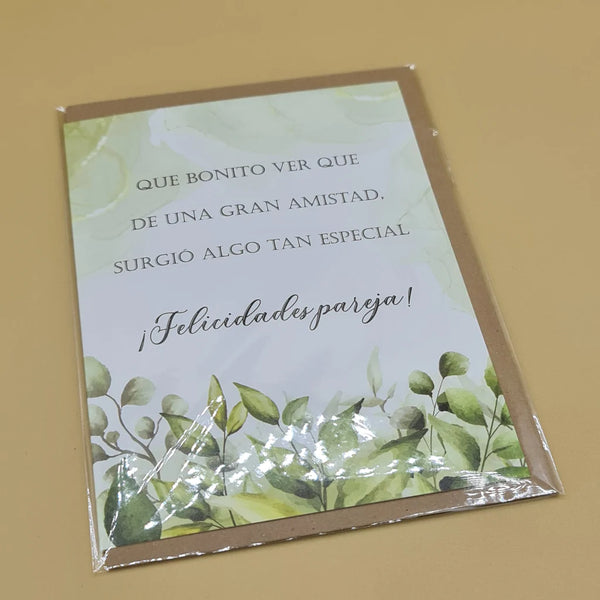 QUE BONITO VER QUE
DE UNA GRAN AMISTAD,
SURGIÓ ALGO TAN ESPECIAL
¡Felicidades pareja!